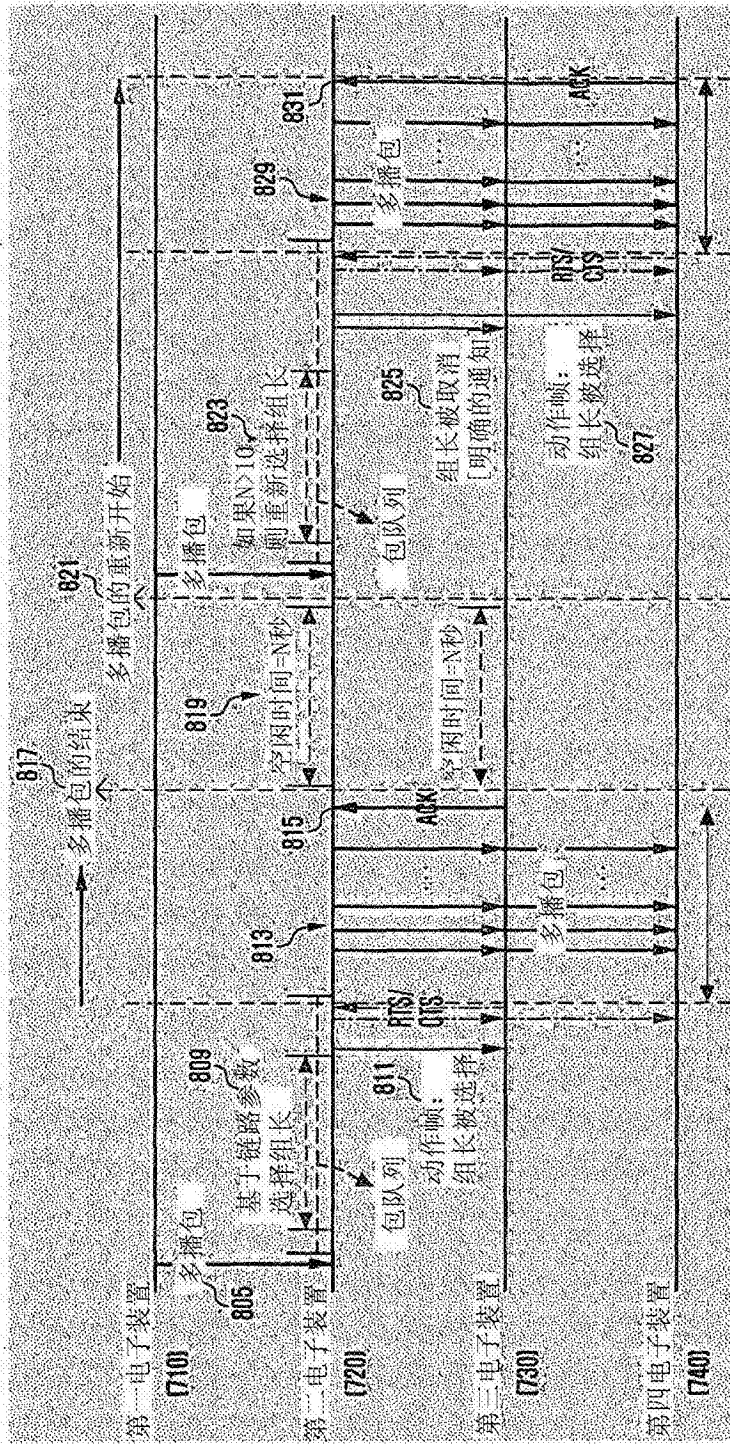 第一电子装置
(710)
第二电子装置
(720)
第三电子装置
(730)
第四电子装置
(740)
多播包
805
基于链路参数
选择组长
809
包队列
811
动作帧：
组长被选择
RTS/
CTS
813
多播包
...
...
815
ACK
817
多播包的结束
819
空闲时间=N秒
空闲时间=N秒
821
多播包的重新开始
多播包
如果N>10,
则重新选择组长
823
包队列
825
组长被取消
[明确的通知]
动作帧：
组长被选择
827
RTS/
CTS
829
多播包
...
...
831
ACK